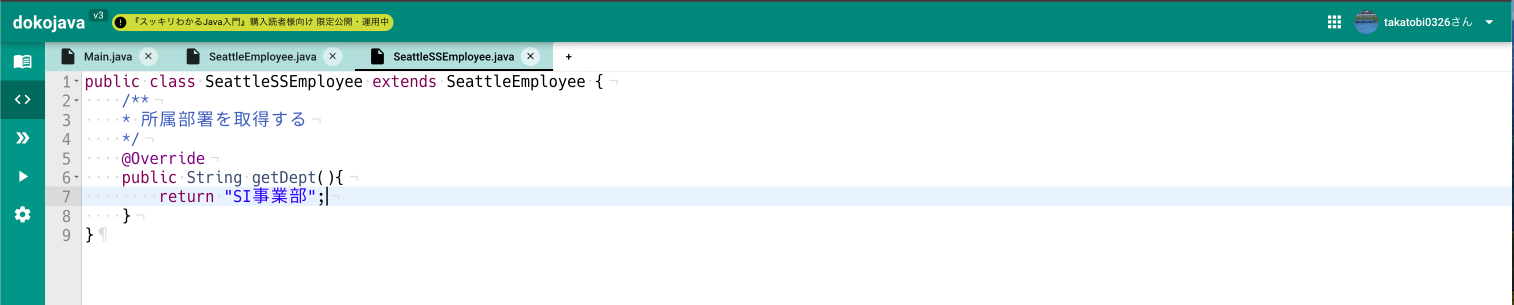 dokojava v3 『スッキリわかるJava入門』購入読者様向け 限定公開・運用中 takatobi0326さん
Main.java SeattleEmployee.java SeattleSSEmployee.java +
1 public class SeattleSSEmployee extends SeattleEmployee {
2 /**
3 * 所属部署を取得する
4 */
5 @Override
6 public String getDept(){
7 return "SI事業部";
8 }
9 }